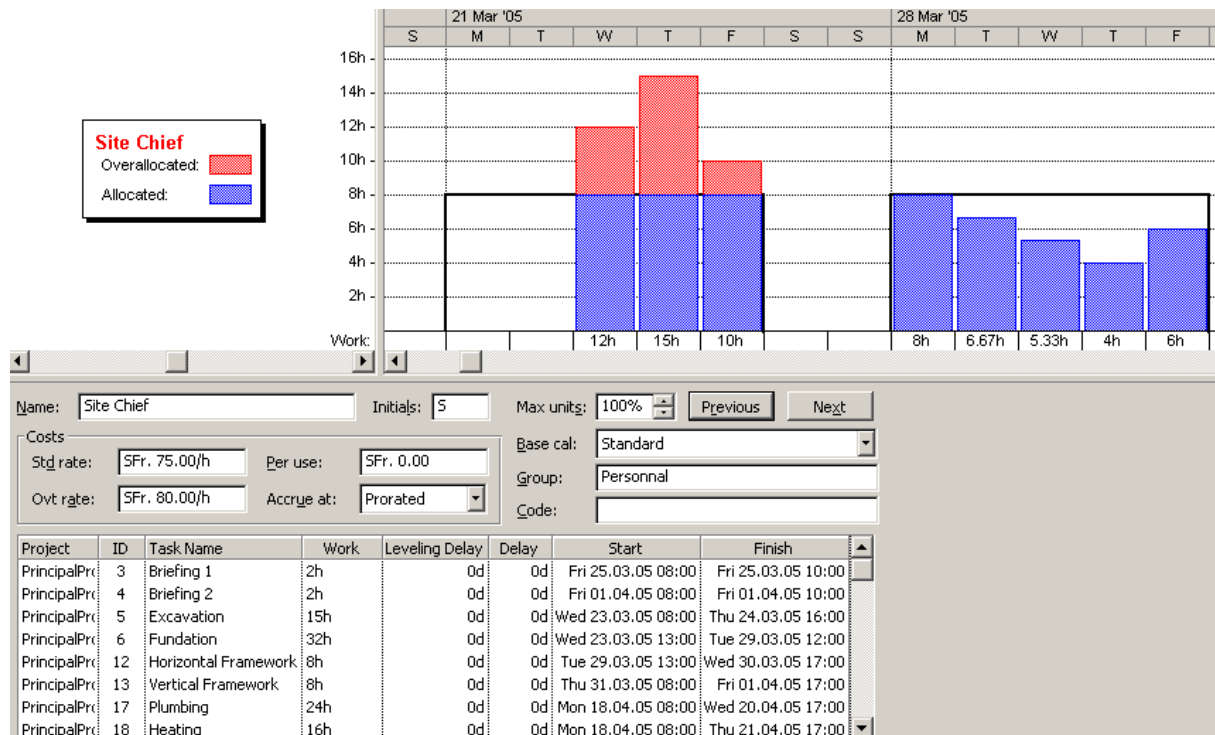 21 Mar '05 28 Mar '05
S M T W T F S S M T W T F
16h
14h
12h
10h
8h
6h
4h
2h
Site Chief
Overallocated:
Allocated:
Work: 12h 15h 10h 8h 6.67h 5.33h 4h 6h
Name: Site Chief Initials: S Max units: 100% Previous Next
Costs
Std rate: SFr. 75.00/h Per use: SFr. 0.00
Ovt rate: SFr. 80.00/h Accrue at: Prorated
Base cal: Standard
Group: Personnal
Code:
Project ID Task Name Work Leveling Delay Delay Start Finish
PrincipalPro 3 Briefing 1 2h 0d 0d Fri 25.03.05 08:00 Fri 25.03.05 10:00
PrincipalPro 4 Briefing 2 2h 0d 0d Fri 01.04.05 08:00 Fri 01.04.05 10:00
PrincipalPro 5 Excavation 15h 0d 0d Wed 23.03.05 08:00 Thu 24.03.05 16:00
PrincipalPro 6 Fundation 32h 0d 0d Wed 23.03.05 13:00 Tue 29.03.05 12:00
PrincipalPro 12 Horizontal Framework 8h 0d 0d Tue 29.03.05 13:00 Wed 30.03.05 17:00
PrincipalPro 13 Vertical Framework 8h 0d 0d Thu 31.03.05 08:00 Fri 01.04.05 17:00
PrincipalPro 17 Plumbing 24h 0d 0d Mon 18.04.05 08:00 Wed 20.04.05 17:00
PrincipalPro 18 Heating 16h 0d 0d Mon 18.04.05 08:00 Thu 21.04.05 17:00